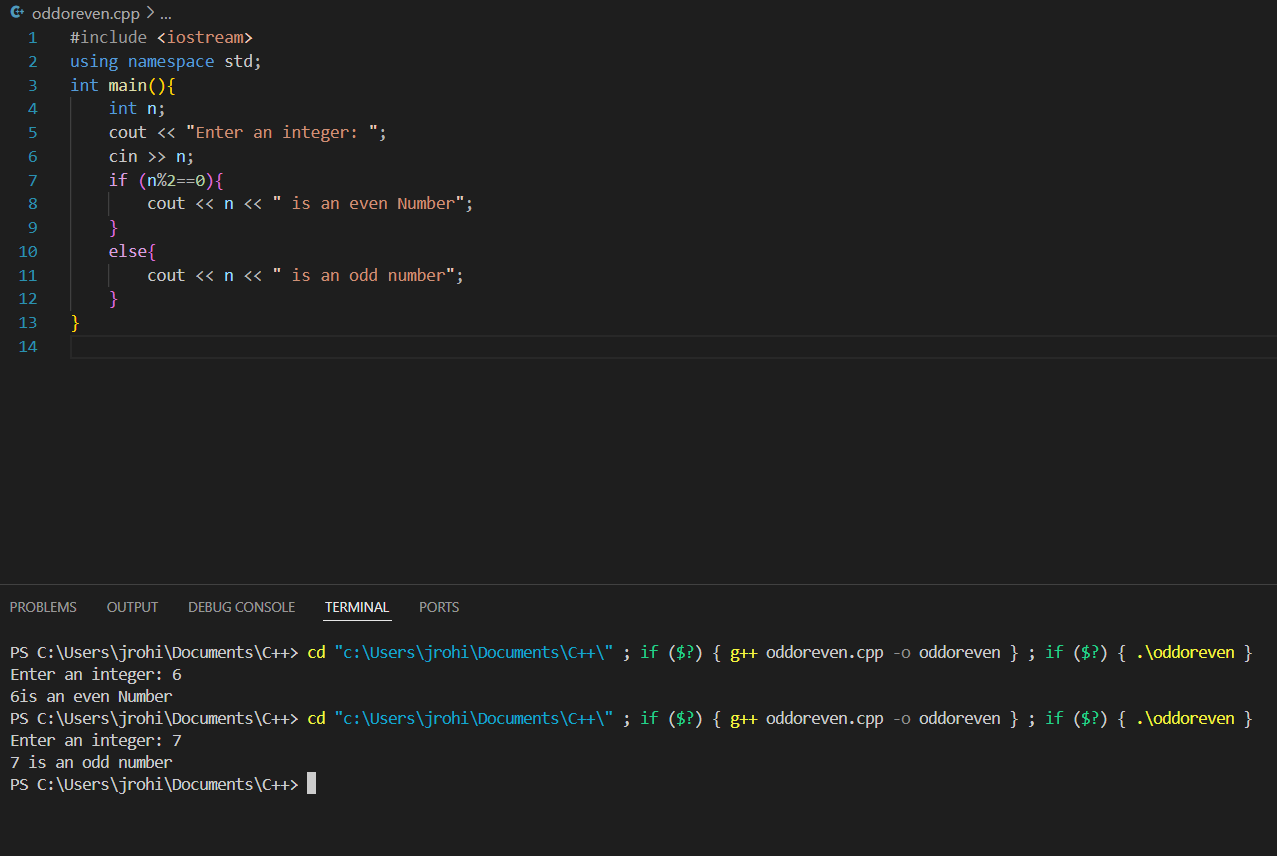 oddoreven.cpp > ...
1 #include <iostream>
2 using namespace std;
3 int main(){
4     int n;
5     cout << "Enter an integer: ";
6     cin >> n;
7     if (n%2==0){
8         cout << n << " is an even Number";
9     }
10     else{
11         cout << n << " is an odd number";
12     }
13 }
14
PROBLEMS OUTPUT DEBUG CONSOLE TERMINAL PORTS
PS C:\Users\jrohi\Documents\C++> cd "c:\Users\jrohi\Documents\C++\" ; if ($?) { g++ oddoreven.cpp -o oddoreven } ; if ($?) { .\oddoreven }
Enter an integer: 6
6is an even Number
PS C:\Users\jrohi\Documents\C++> cd "c:\Users\jrohi\Documents\C++\" ; if ($?) { g++ oddoreven.cpp -o oddoreven } ; if ($?) { .\oddoreven }
Enter an integer: 7
7 is an odd number
PS C:\Users\jrohi\Documents\C++>